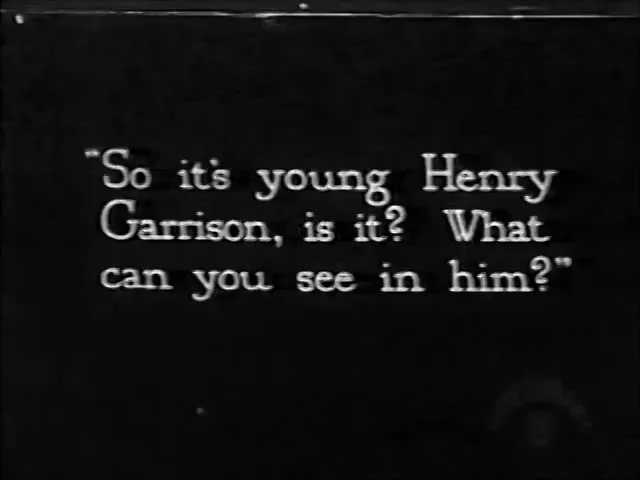 "So it's young Henry
Garrison, is it? What
can you see in him?"